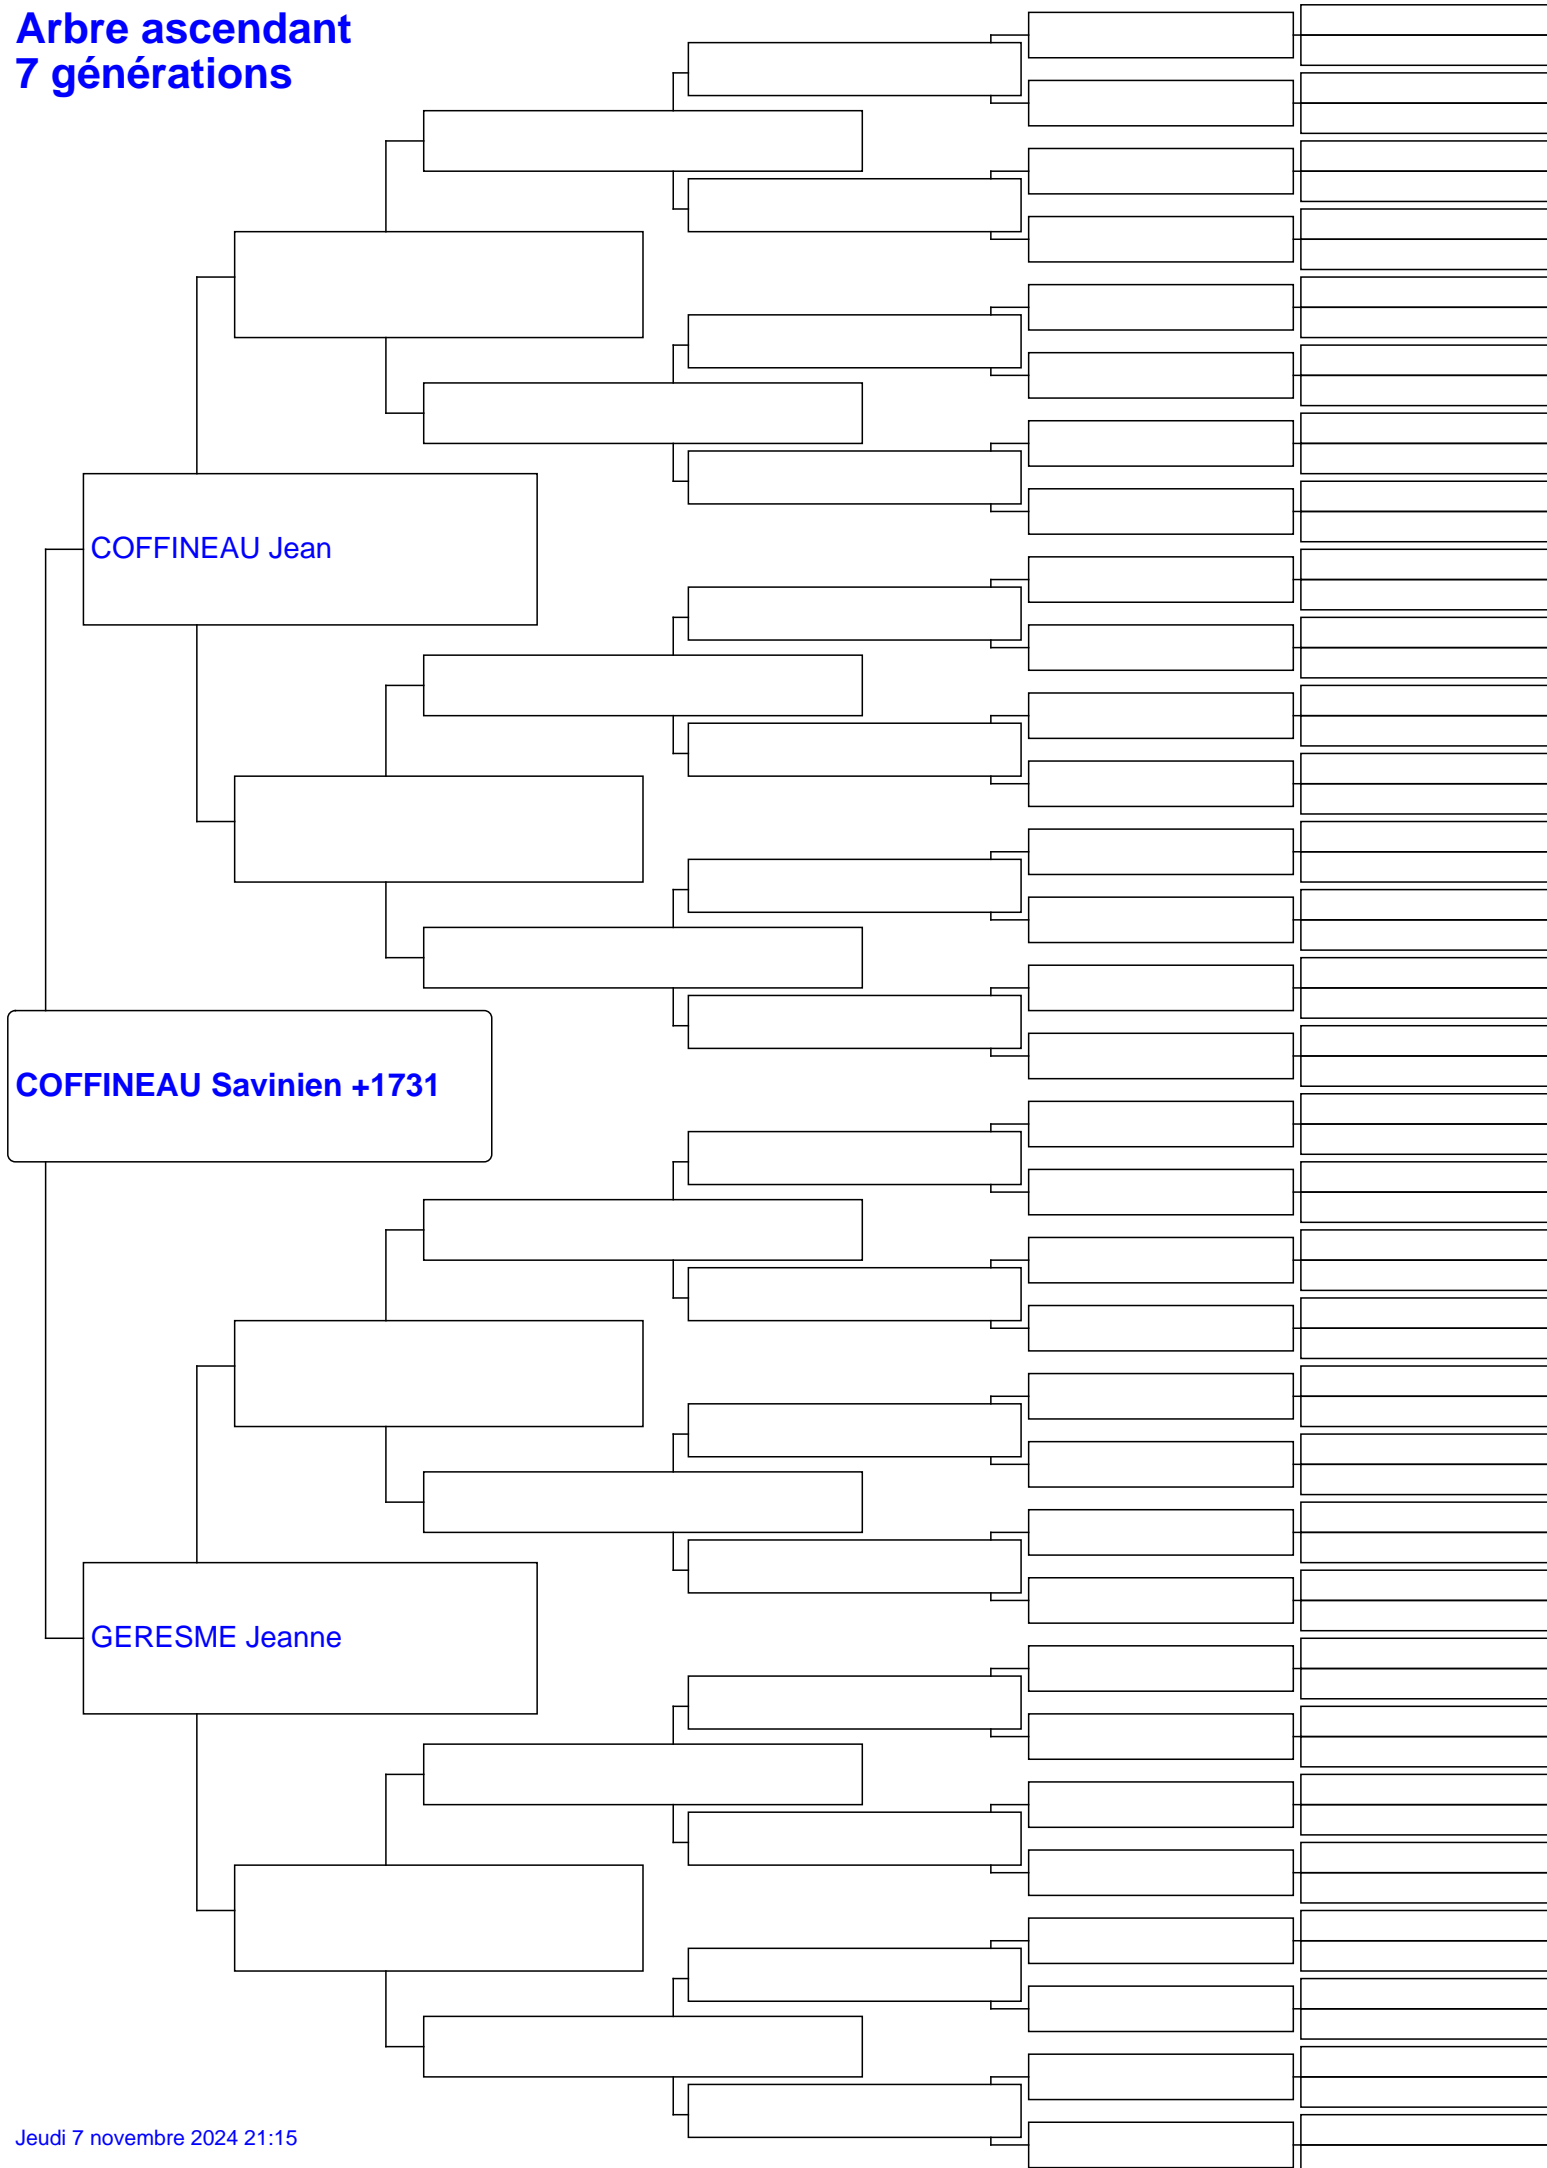 Arbre ascendant
7 générations
COFFINEAU Jean
COFFINEAU Savinien +1731
GERESME Jeanne
Jeudi 7 novembre 2024 21:15